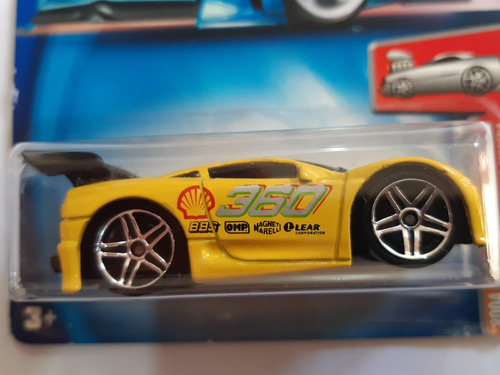 360
BBS OMP MAGNETI MARELLI LEAR CORPORATION
3+